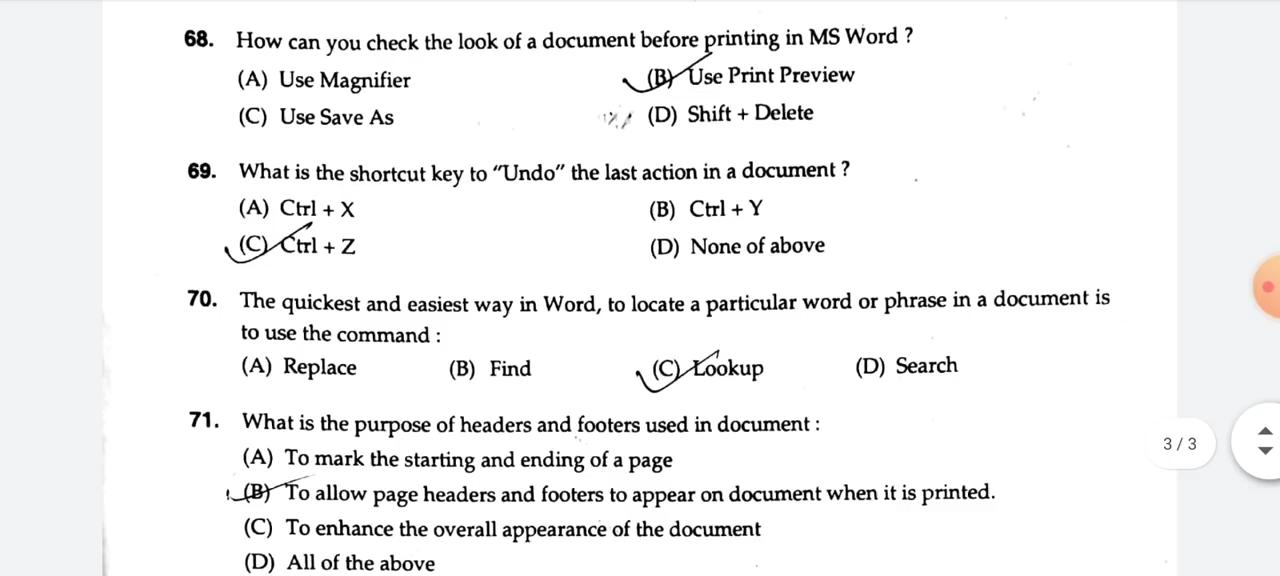 68. How can you check the look of a document before printing in MS Word ?
(A) Use Magnifier (B) Use Print Preview
(C) Use Save As (D) Shift + Delete
69. What is the shortcut key to "Undo" the last action in a document ?
(A) Ctrl + X (B) Ctrl + Y
(C) Ctrl + Z (D) None of above
70. The quickest and easiest way in Word, to locate a particular word or phrase in a document is
to use the command :
(A) Replace (B) Find (C) Lookup (D) Search
71. What is the purpose of headers and footers used in document :
(A) To mark the starting and ending of a page
(B) To allow page headers and footers to appear on document when it is printed.
3 / 3
(C) To enhance the overall appearance of the document
(D) All of the above